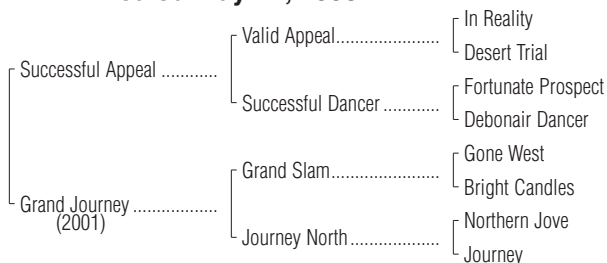 In Reality
Valid Appeal....................
Desert Trial
Successful Appeal ...........
Fortunate Prospect
Successful Dancer ...........
Debonair Dancer
Gone West
Grand Slam.....................
Bright Candles
Grand Journey .................
(2001)
Northern Jove
Journey North..................
Journey